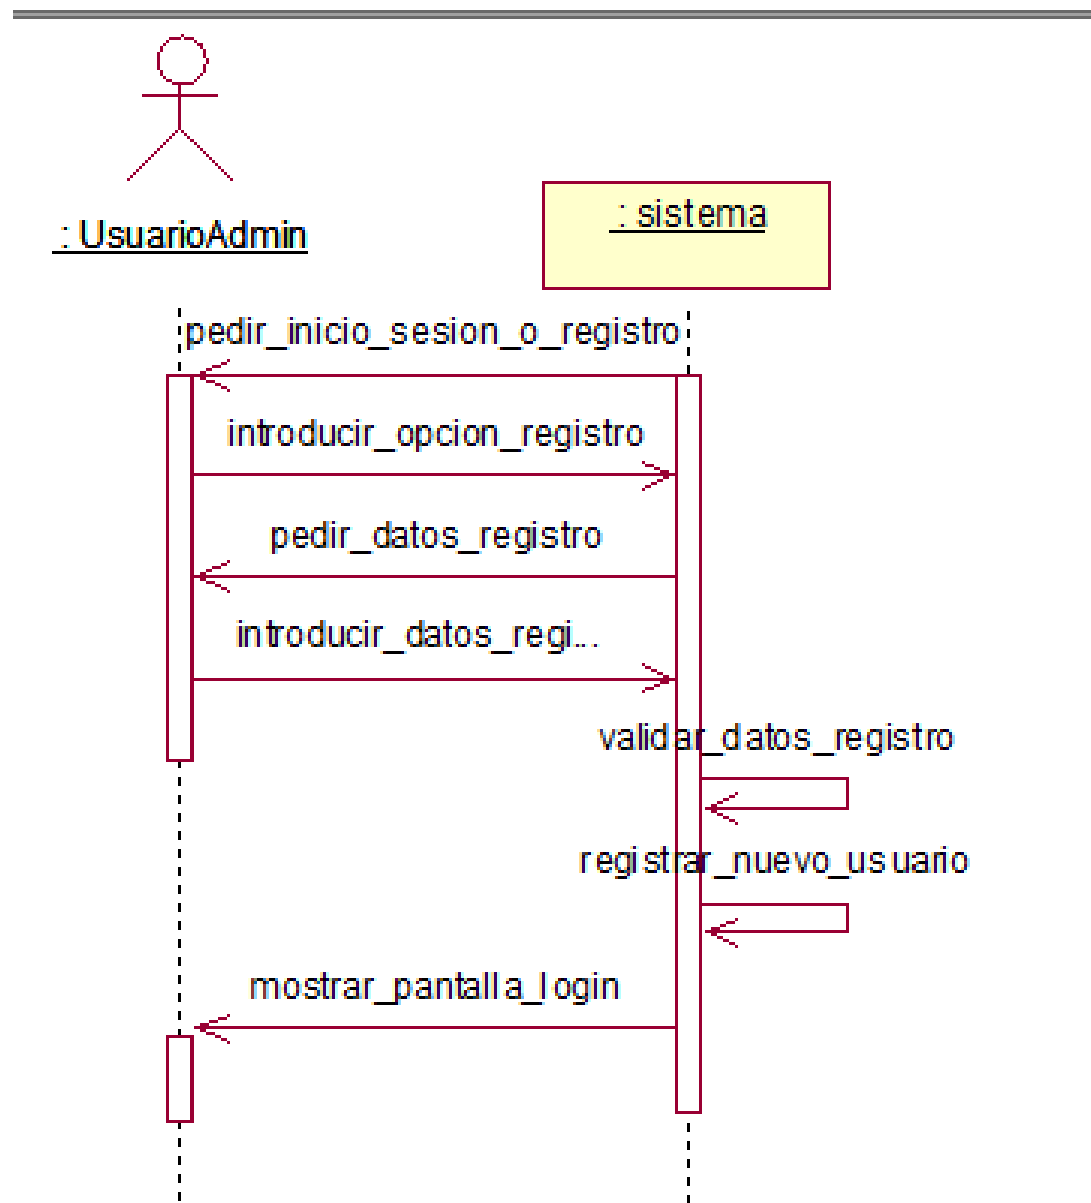 : UsuarioAdmin
: sistema
pedir_inicio_sesion_o_registro
introducir_opcion_registro
pedir_datos_registro
introducir_datos_regi...
validar_datos_registro
registrar_nuevo_usuario
mostrar_pantalla_login